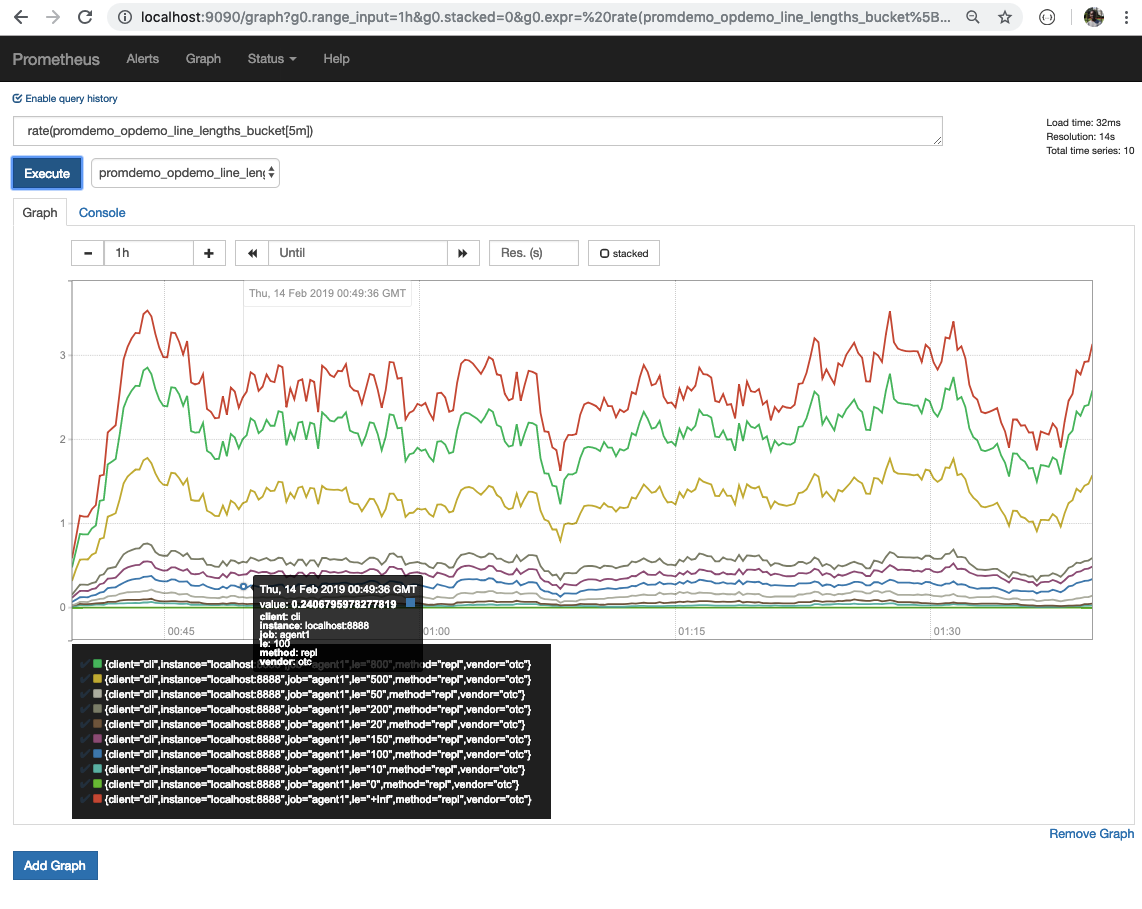 localhost:9090/graph?g0.range_input=1h&g0.stacked=0&g0.expr=%20rate(promdemo_opdemo_line_lengths_bucket%5B...
Prometheus Alerts Graph Status Help
Enable query history
rate(promdemo_opdemo_line_lengths_bucket[5m])
Load time: 32ms
Resolution: 14s
Total time series: 10
Execute promdemo_opdemo_line_leng
Graph Console
− 1h + Until Res. (s) stacked
Thu, 14 Feb 2019 00:49:36 GMT
3
2
1
0
00:45 01:00 01:15 01:30
Thu, 14 Feb 2019 00:49:36 GMT
value: 0.2406795978277819
client: cli
instance: localhost:8888
job: agent1
le: 100
method: repl
vendor: otc
{client="cli",instance="localhost:8888",job="agent1",le="800",method="repl",vendor="otc"}
{client="cli",instance="localhost:8888",job="agent1",le="500",method="repl",vendor="otc"}
{client="cli",instance="localhost:8888",job="agent1",le="50",method="repl",vendor="otc"}
{client="cli",instance="localhost:8888",job="agent1",le="200",method="repl",vendor="otc"}
{client="cli",instance="localhost:8888",job="agent1",le="20",method="repl",vendor="otc"}
{client="cli",instance="localhost:8888",job="agent1",le="150",method="repl",vendor="otc"}
{client="cli",instance="localhost:8888",job="agent1",le="100",method="repl",vendor="otc"}
{client="cli",instance="localhost:8888",job="agent1",le="10",method="repl",vendor="otc"}
{client="cli",instance="localhost:8888",job="agent1",le="0",method="repl",vendor="otc"}
{client="cli",instance="localhost:8888",job="agent1",le="+Inf",method="repl",vendor="otc"}
Remove Graph
Add Graph